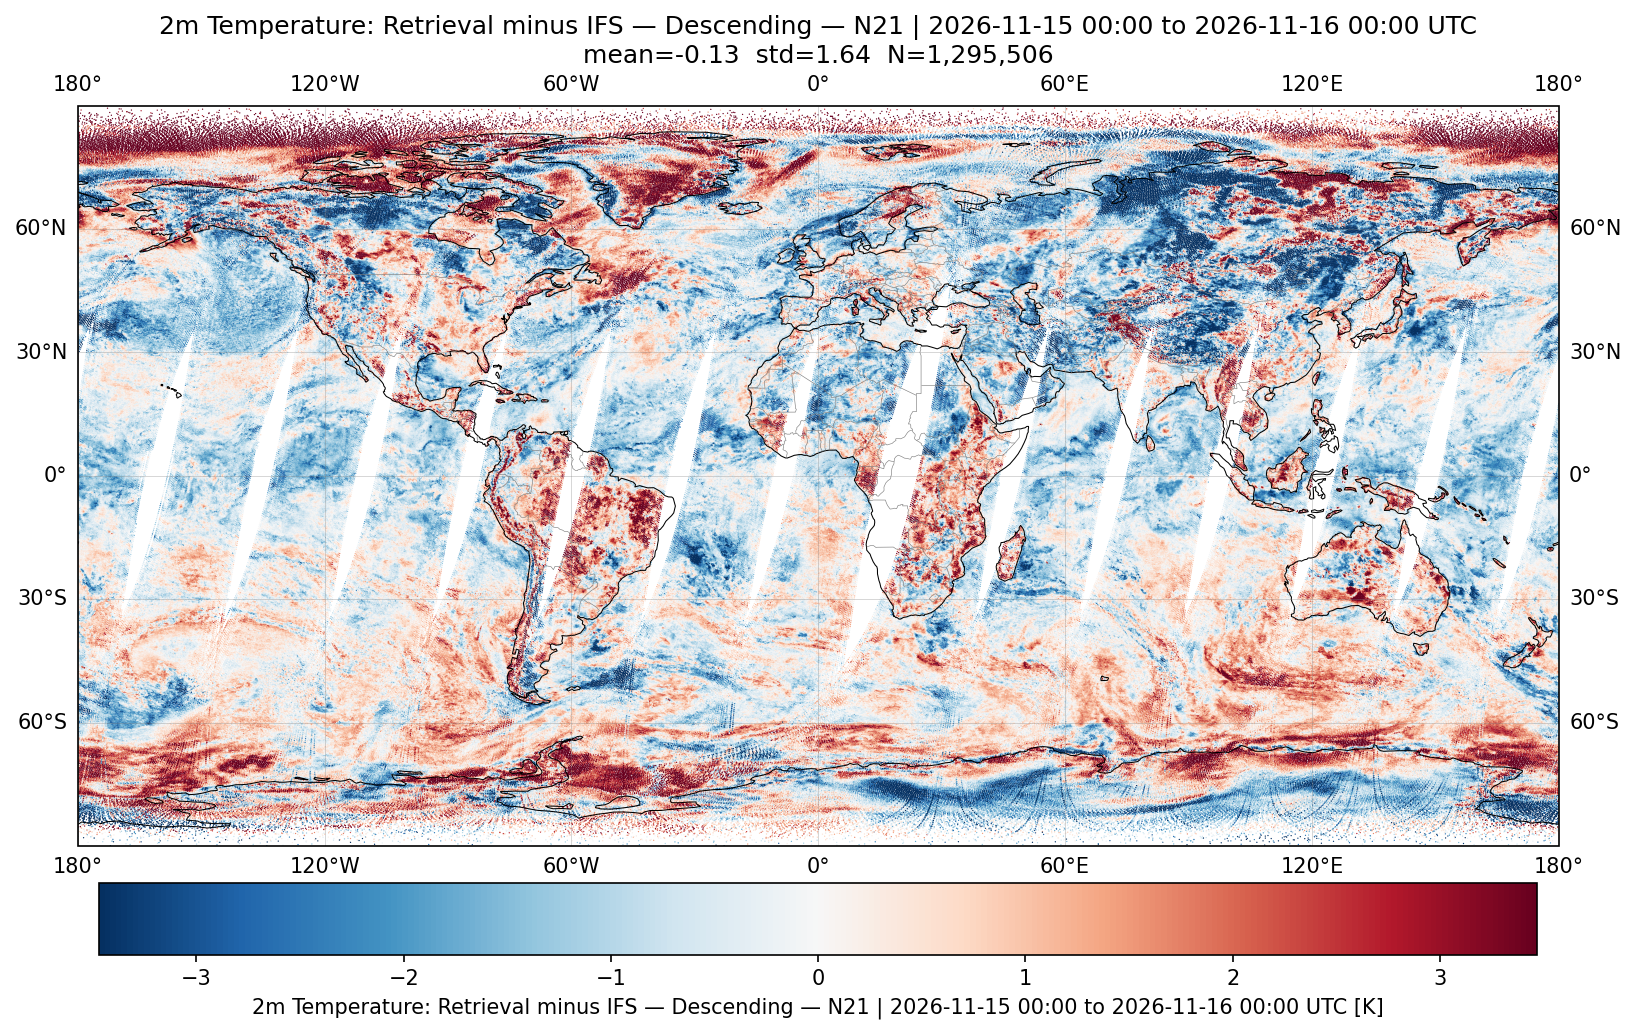 2m Temperature: Retrieval minus IFS — Descending — N21 | 2026-11-15 00:00 to 2026-11-16 00:00 UTC
mean=-0.13  std=1.64  N=1,295,506
180° 120°W 60°W 0° 60°E 120°E 180°
60°N 60°N
30°N 30°N
0° 0°
30°S 30°S
60°S 60°S
180° 120°W 60°W 0° 60°E 120°E 180°
−3 −2 −1 0 1 2 3
2m Temperature: Retrieval minus IFS — Descending — N21 | 2026-11-15 00:00 to 2026-11-16 00:00 UTC [K]